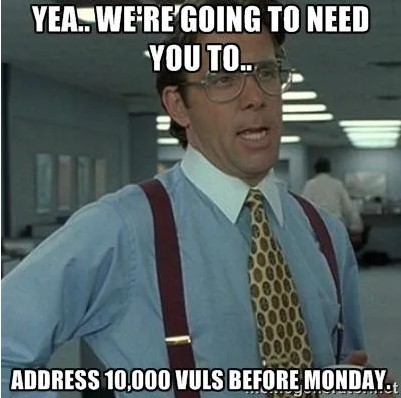 YEA.. WE'RE GOING TO NEED
YOU TO..
ADDRESS 10,000 VULS BEFORE MONDAY.